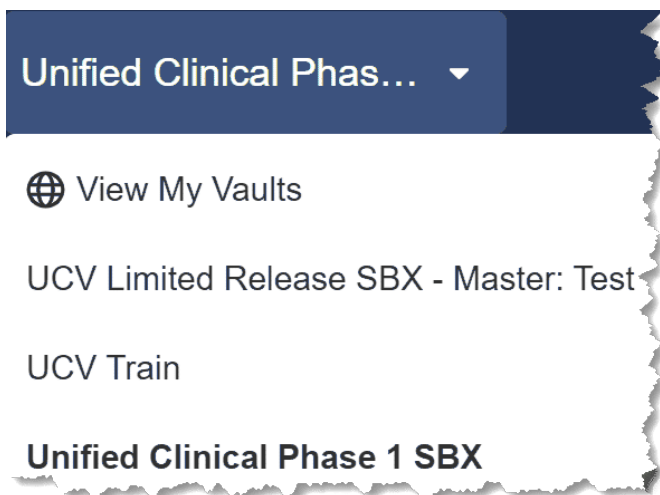 Unified Clinical Phas...
View My Vaults
UCV Limited Release SBX - Master: Test
UCV Train
Unified Clinical Phase 1 SBX